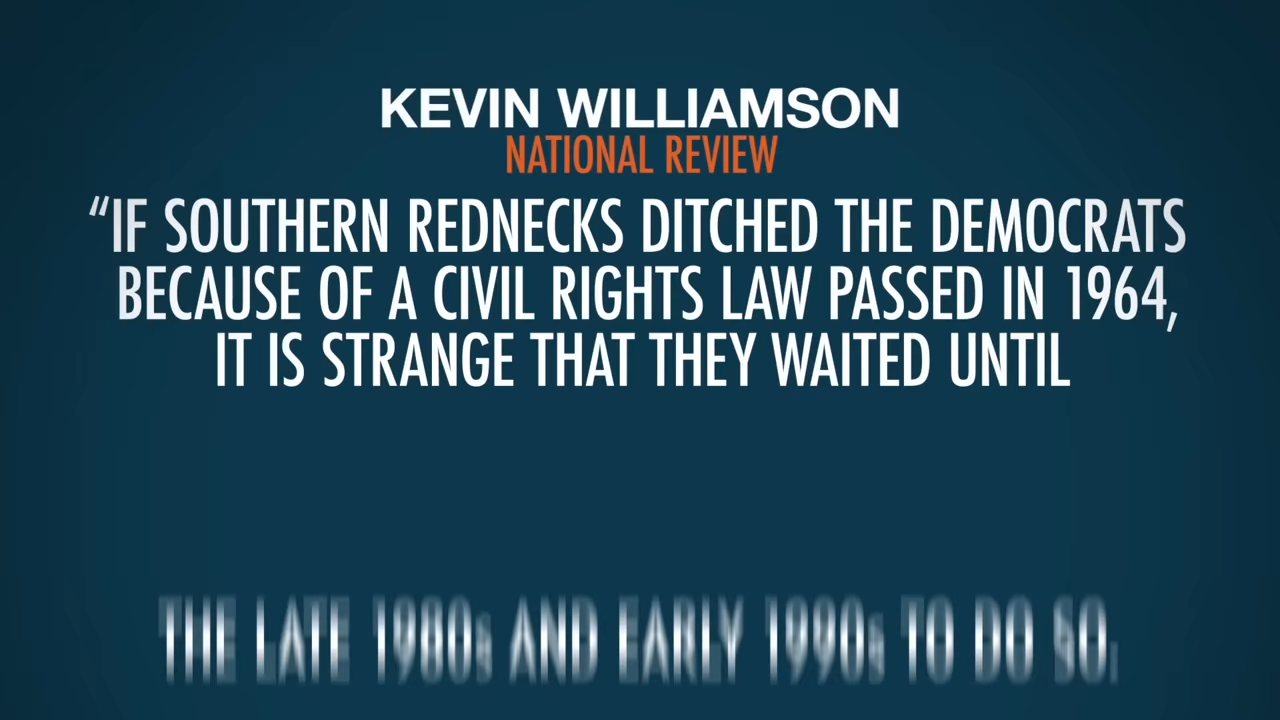 KEVIN WILLIAMSON
NATIONAL REVIEW
“IF SOUTHERN REDNECKS DITCHED THE DEMOCRATS
BECAUSE OF A CIVIL RIGHTS LAW PASSED IN 1964,
IT IS STRANGE THAT THEY WAITED UNTIL
THE LATE 1980s AND EARLY 1990s TO DO SO.